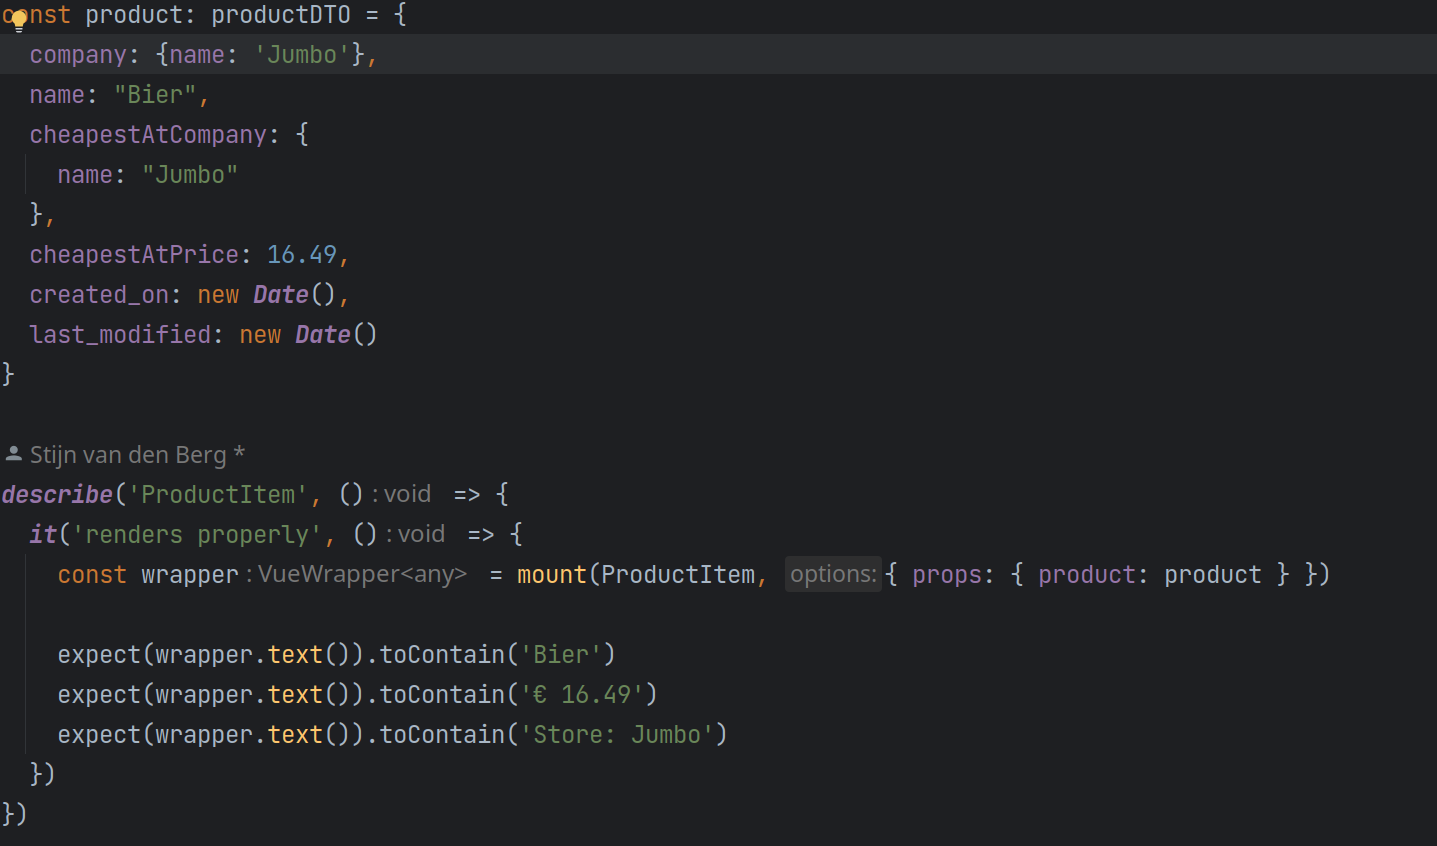 const product: productDTO = {
company: {name: 'Jumbo'},
name: "Bier",
cheapestAtCompany: {
name: "Jumbo"
},
cheapestAtPrice: 16.49,
created_on: new Date(),
last_modified: new Date()
}
Stijn van den Berg *
describe('ProductItem', () : void => {
it('renders properly', () : void => {
const wrapper : VueWrapper<any> = mount(ProductItem, options: { props: { product: product } })
expect(wrapper.text()).toContain('Bier')
expect(wrapper.text()).toContain('€ 16.49')
expect(wrapper.text()).toContain('Store: Jumbo')
})
})